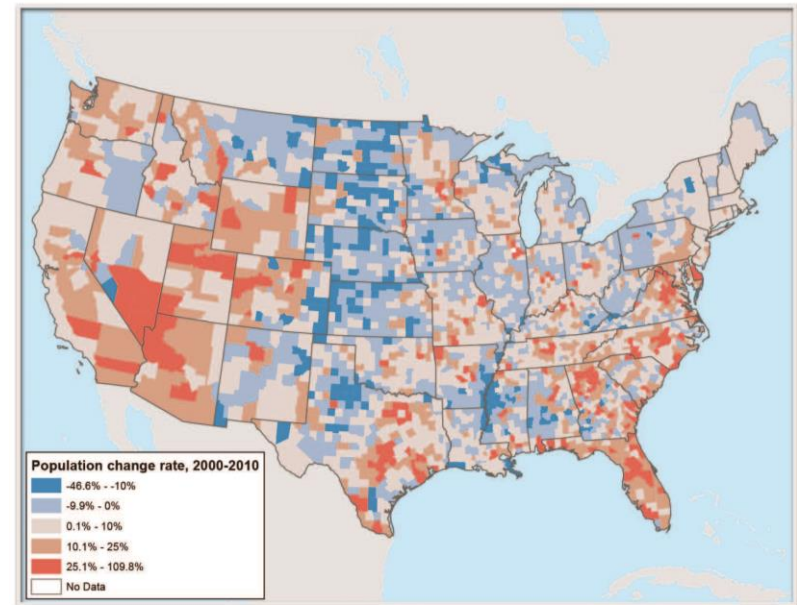 Population change rate, 2000-2010
-46.6% - -10%
-9.9% - 0%
0.1% - 10%
10.1% - 25%
25.1% - 109.8%
No Data